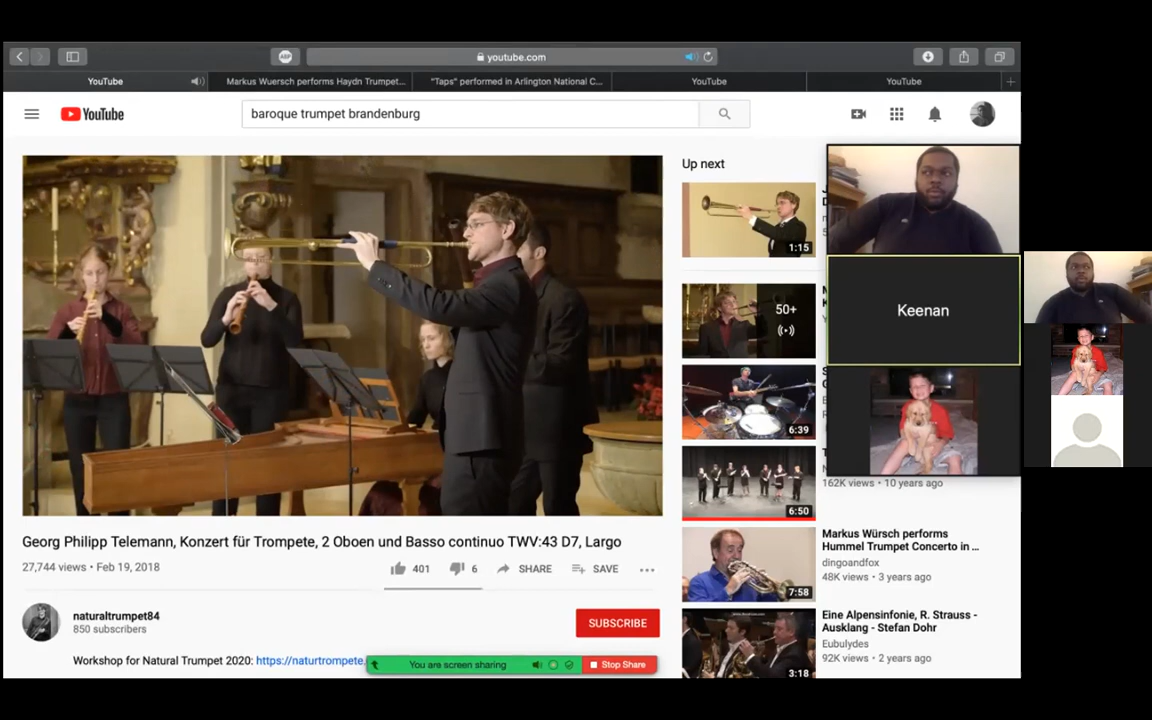 ABP
youtube.com
YouTube
Markus Wuersch performs Haydn Trumpet...
"Taps" performed in Arlington National C...
YouTube
YouTube
YouTube
baroque trumpet brandenburg
Up next
1:15
50+
Keenan
6:39
6:50
162K views • 10 years ago
Georg Philipp Telemann, Konzert für Trompete, 2 Oboen und Basso continuo TWV:43 D7, Largo
27,744 views • Feb 19, 2018
401
6
SHARE
SAVE
Markus Würsch performs
Hummel Trumpet Concerto in ...
dingoandfox
48K views • 3 years ago
7:58
naturaltrumpet84
850 subscribers
SUBSCRIBE
Eine Alpensinfonie, R. Strauss -
Ausklang - Stefan Dohr
Eubulydes
92K views • 2 years ago
3:18
Workshop for Natural Trumpet 2020: https://naturtrompete.
You are screen sharing
Stop Share